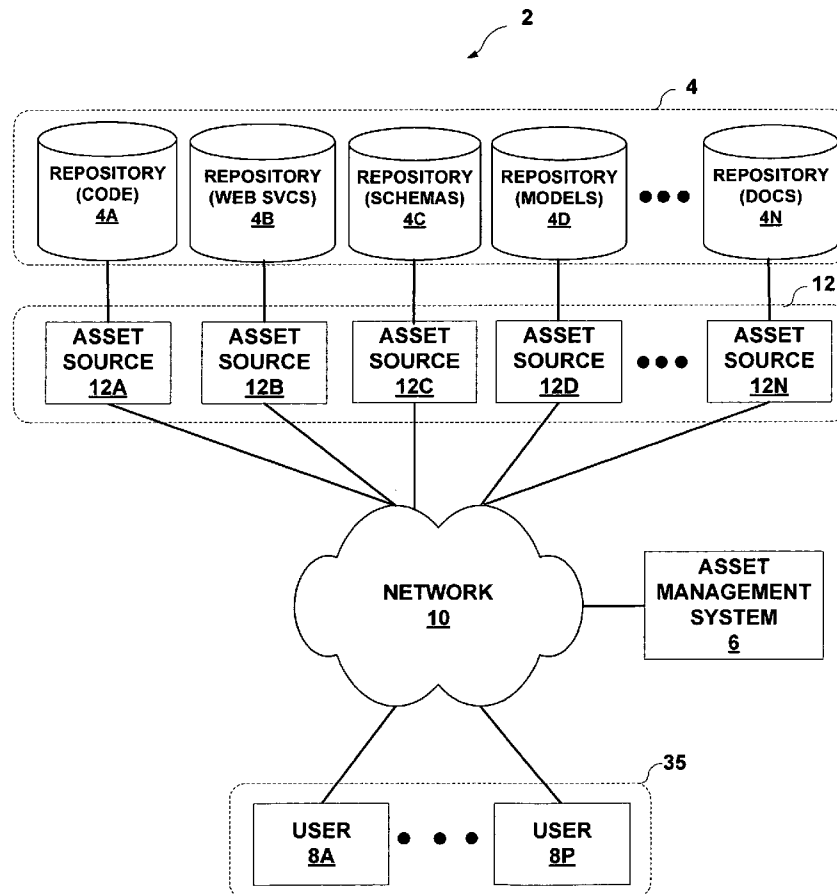 2
4
REPOSITORY
(CODE)
4A
REPOSITORY
(WEB SVCS)
4B
REPOSITORY
(SCHEMAS)
4C
REPOSITORY
(MODELS)
4D
REPOSITORY
(DOCS)
4N
12
ASSET
SOURCE
12A
ASSET
SOURCE
12B
ASSET
SOURCE
12C
ASSET
SOURCE
12D
ASSET
SOURCE
12N
NETWORK
10
ASSET
MANAGEMENT
SYSTEM
6
35
USER
8A
USER
8P